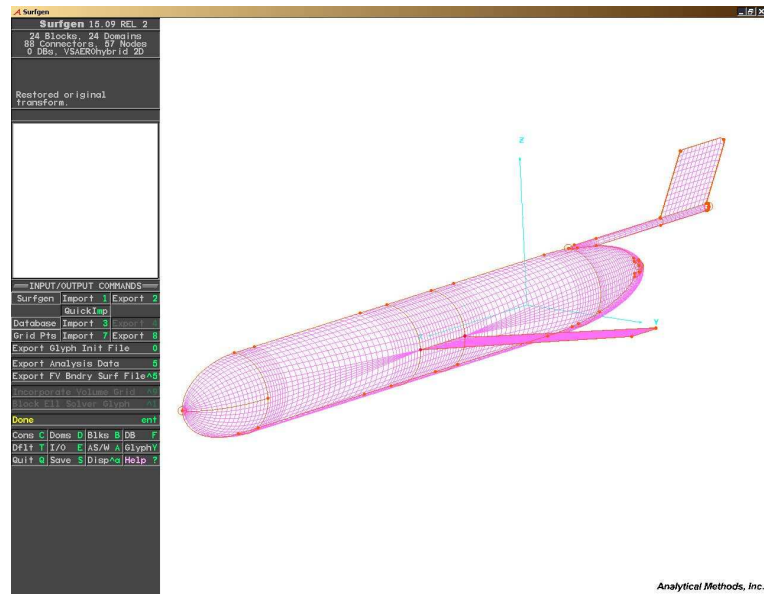 Surfgen
Surfgen 15.09 REL 2
24 Blocks, 24 Domains
88 Connectors, 57 Nodes
0 DBs, VSAEROhybrid 2D
Restored original
transform.
INPUT/OUTPUT COMMANDS
Surfgen Import 1 Export 2
QuickImp
Database Import 3 Export
Grid Pts Import 7 Export 8
Export Glyph Init File 0
Export Analysis Data 5
Export FV Bndry Surf File^5
Incorporate Volume Grid
Block Ell Solver Glyph
Done ent
Cons C Doms D Blks B DB F
Dflt T I/O E AS/W A GlyphY
Quit Q Save S Disp^a Help ?
Z
Y
Analytical Methods, Inc.